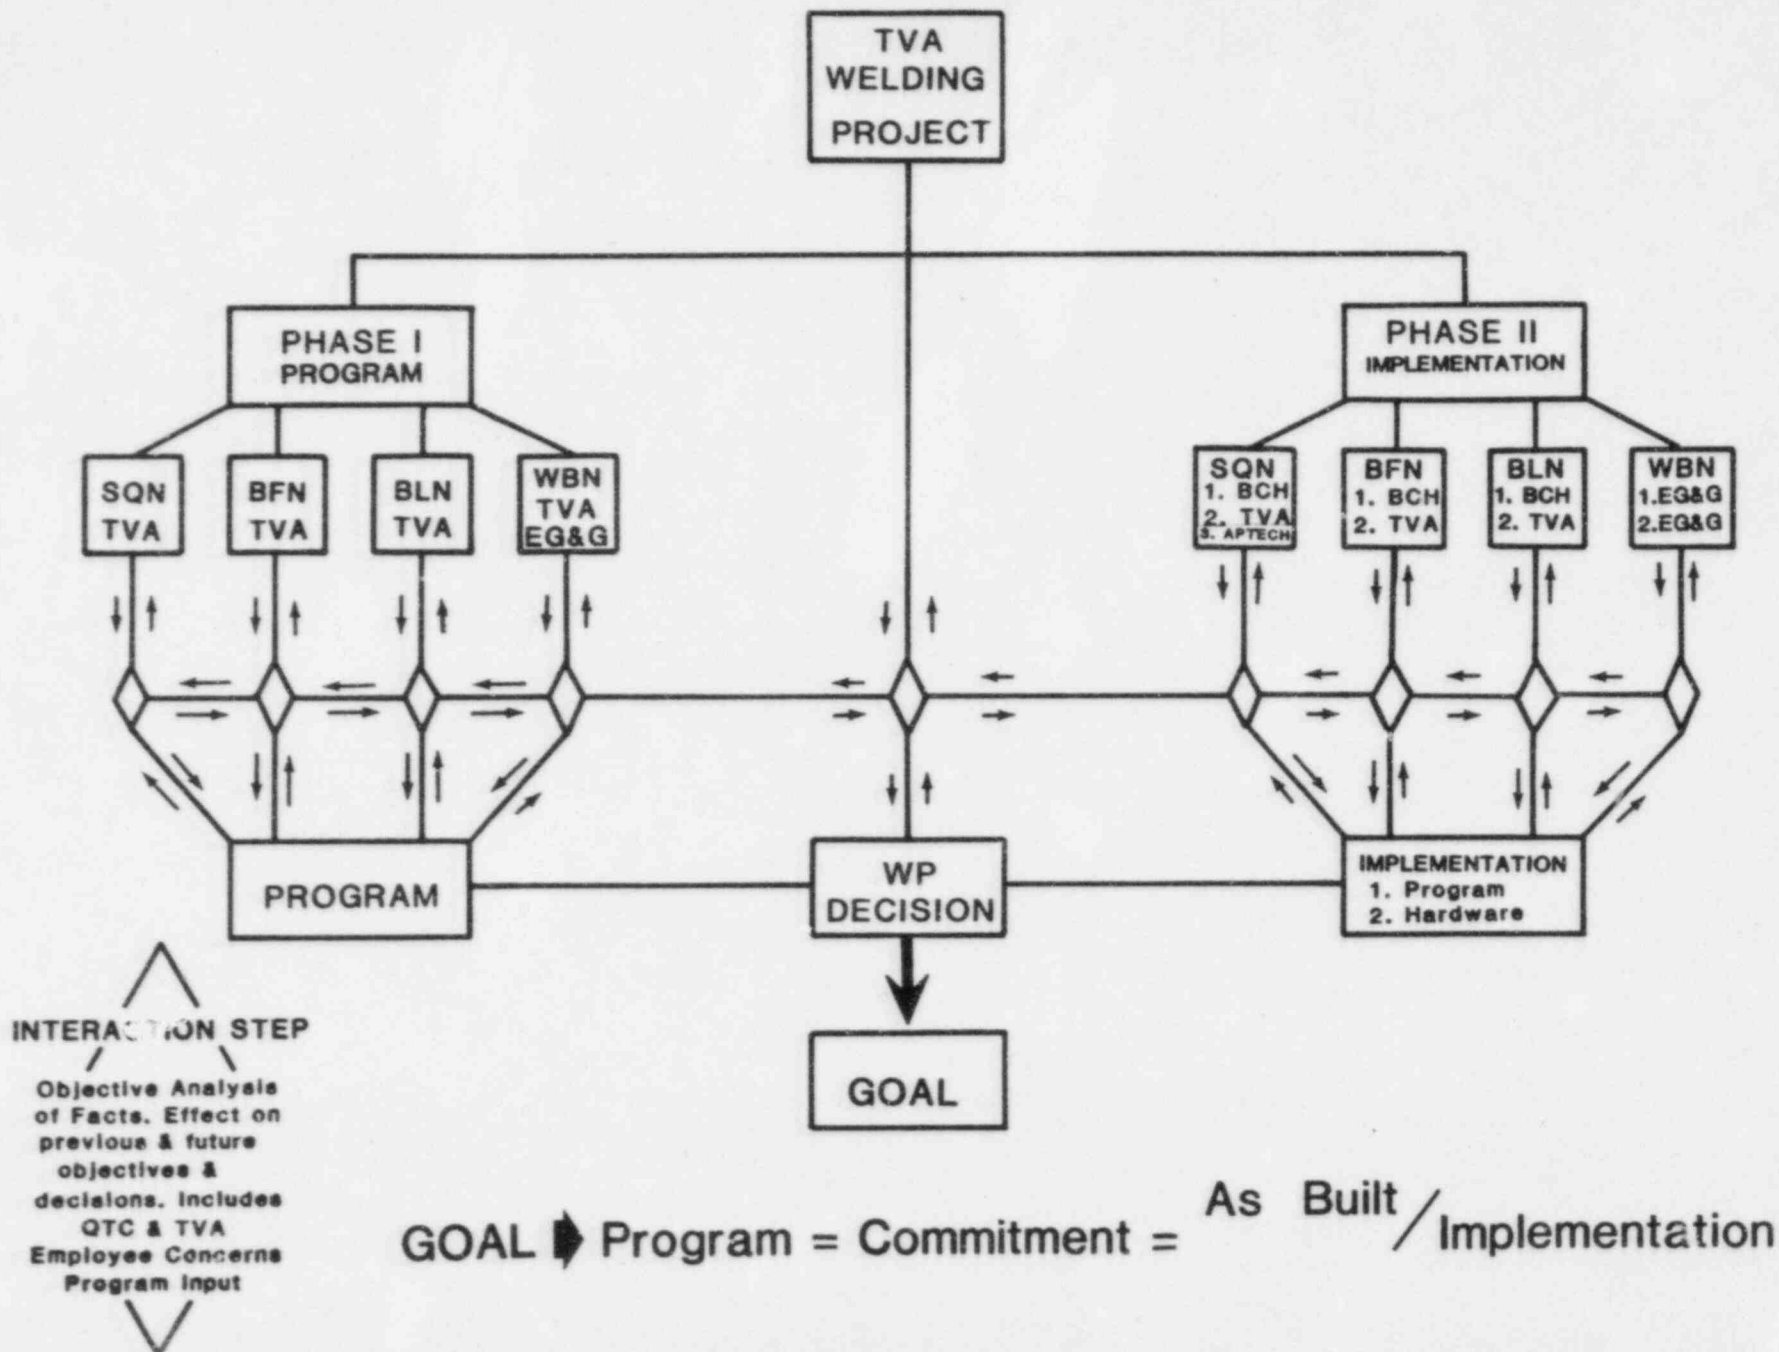 TVA
WELDING
PROJECT
PHASE I
PROGRAM
PHASE II
IMPLEMENTATION
SQN
TVA
BFN
TVA
BLN
TVA
WBN
TVA
EG&G
SQN
1. BCH
2. TVA
3. APTECH
BFN
1. BCH
2. TVA
BLN
1. BCH
2. TVA
WBN
1.EG&G
2.EG&G
PROGRAM
WP
DECISION
IMPLEMENTATION
1. Program
2. Hardware
GOAL
INTERACTION STEP
Objective Analysis
of Facts. Effect on
previous & future
objectives &
decisions. Includes
QTC & TVA
Employee Concerns
Program Input
GOAL Program = Commitment = As Built / Implementation